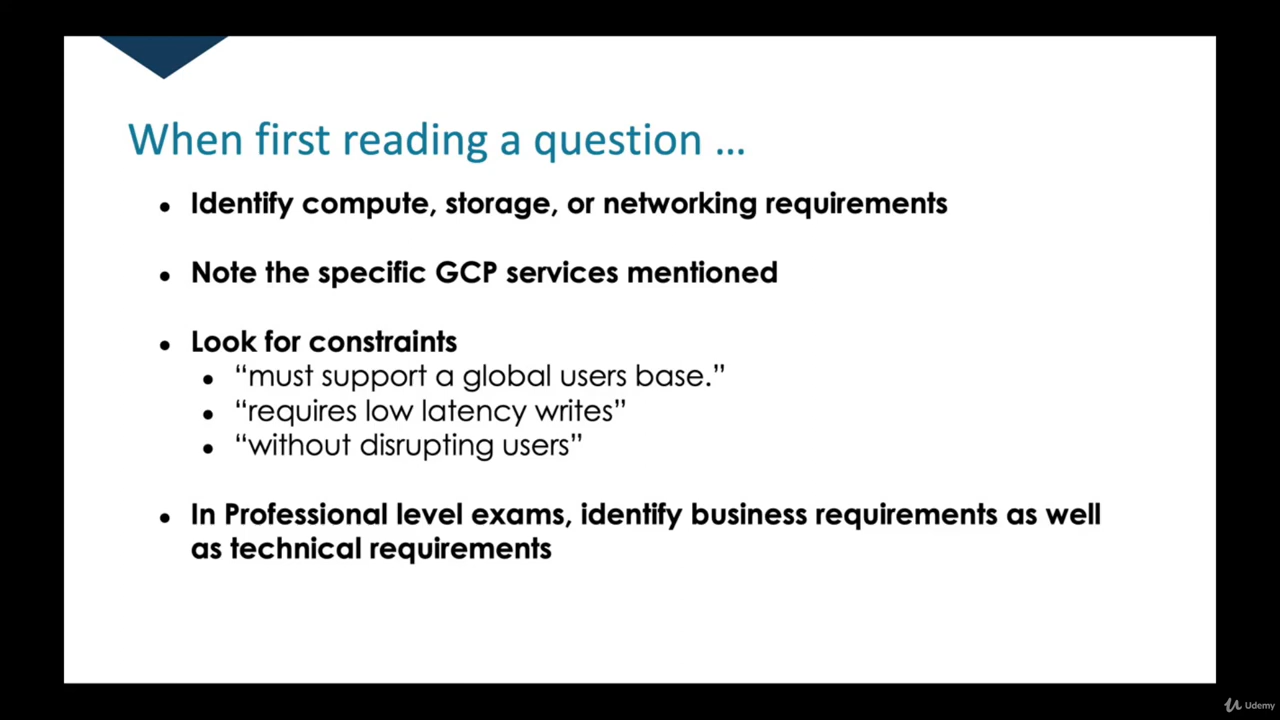 When first reading a question ...
• Identify compute, storage, or networking requirements
• Note the specific GCP services mentioned
• Look for constraints
• “must support a global users base.”
• “requires low latency writes”
• “without disrupting users”
• In Professional level exams, identify business requirements as well
as technical requirements
Udemy